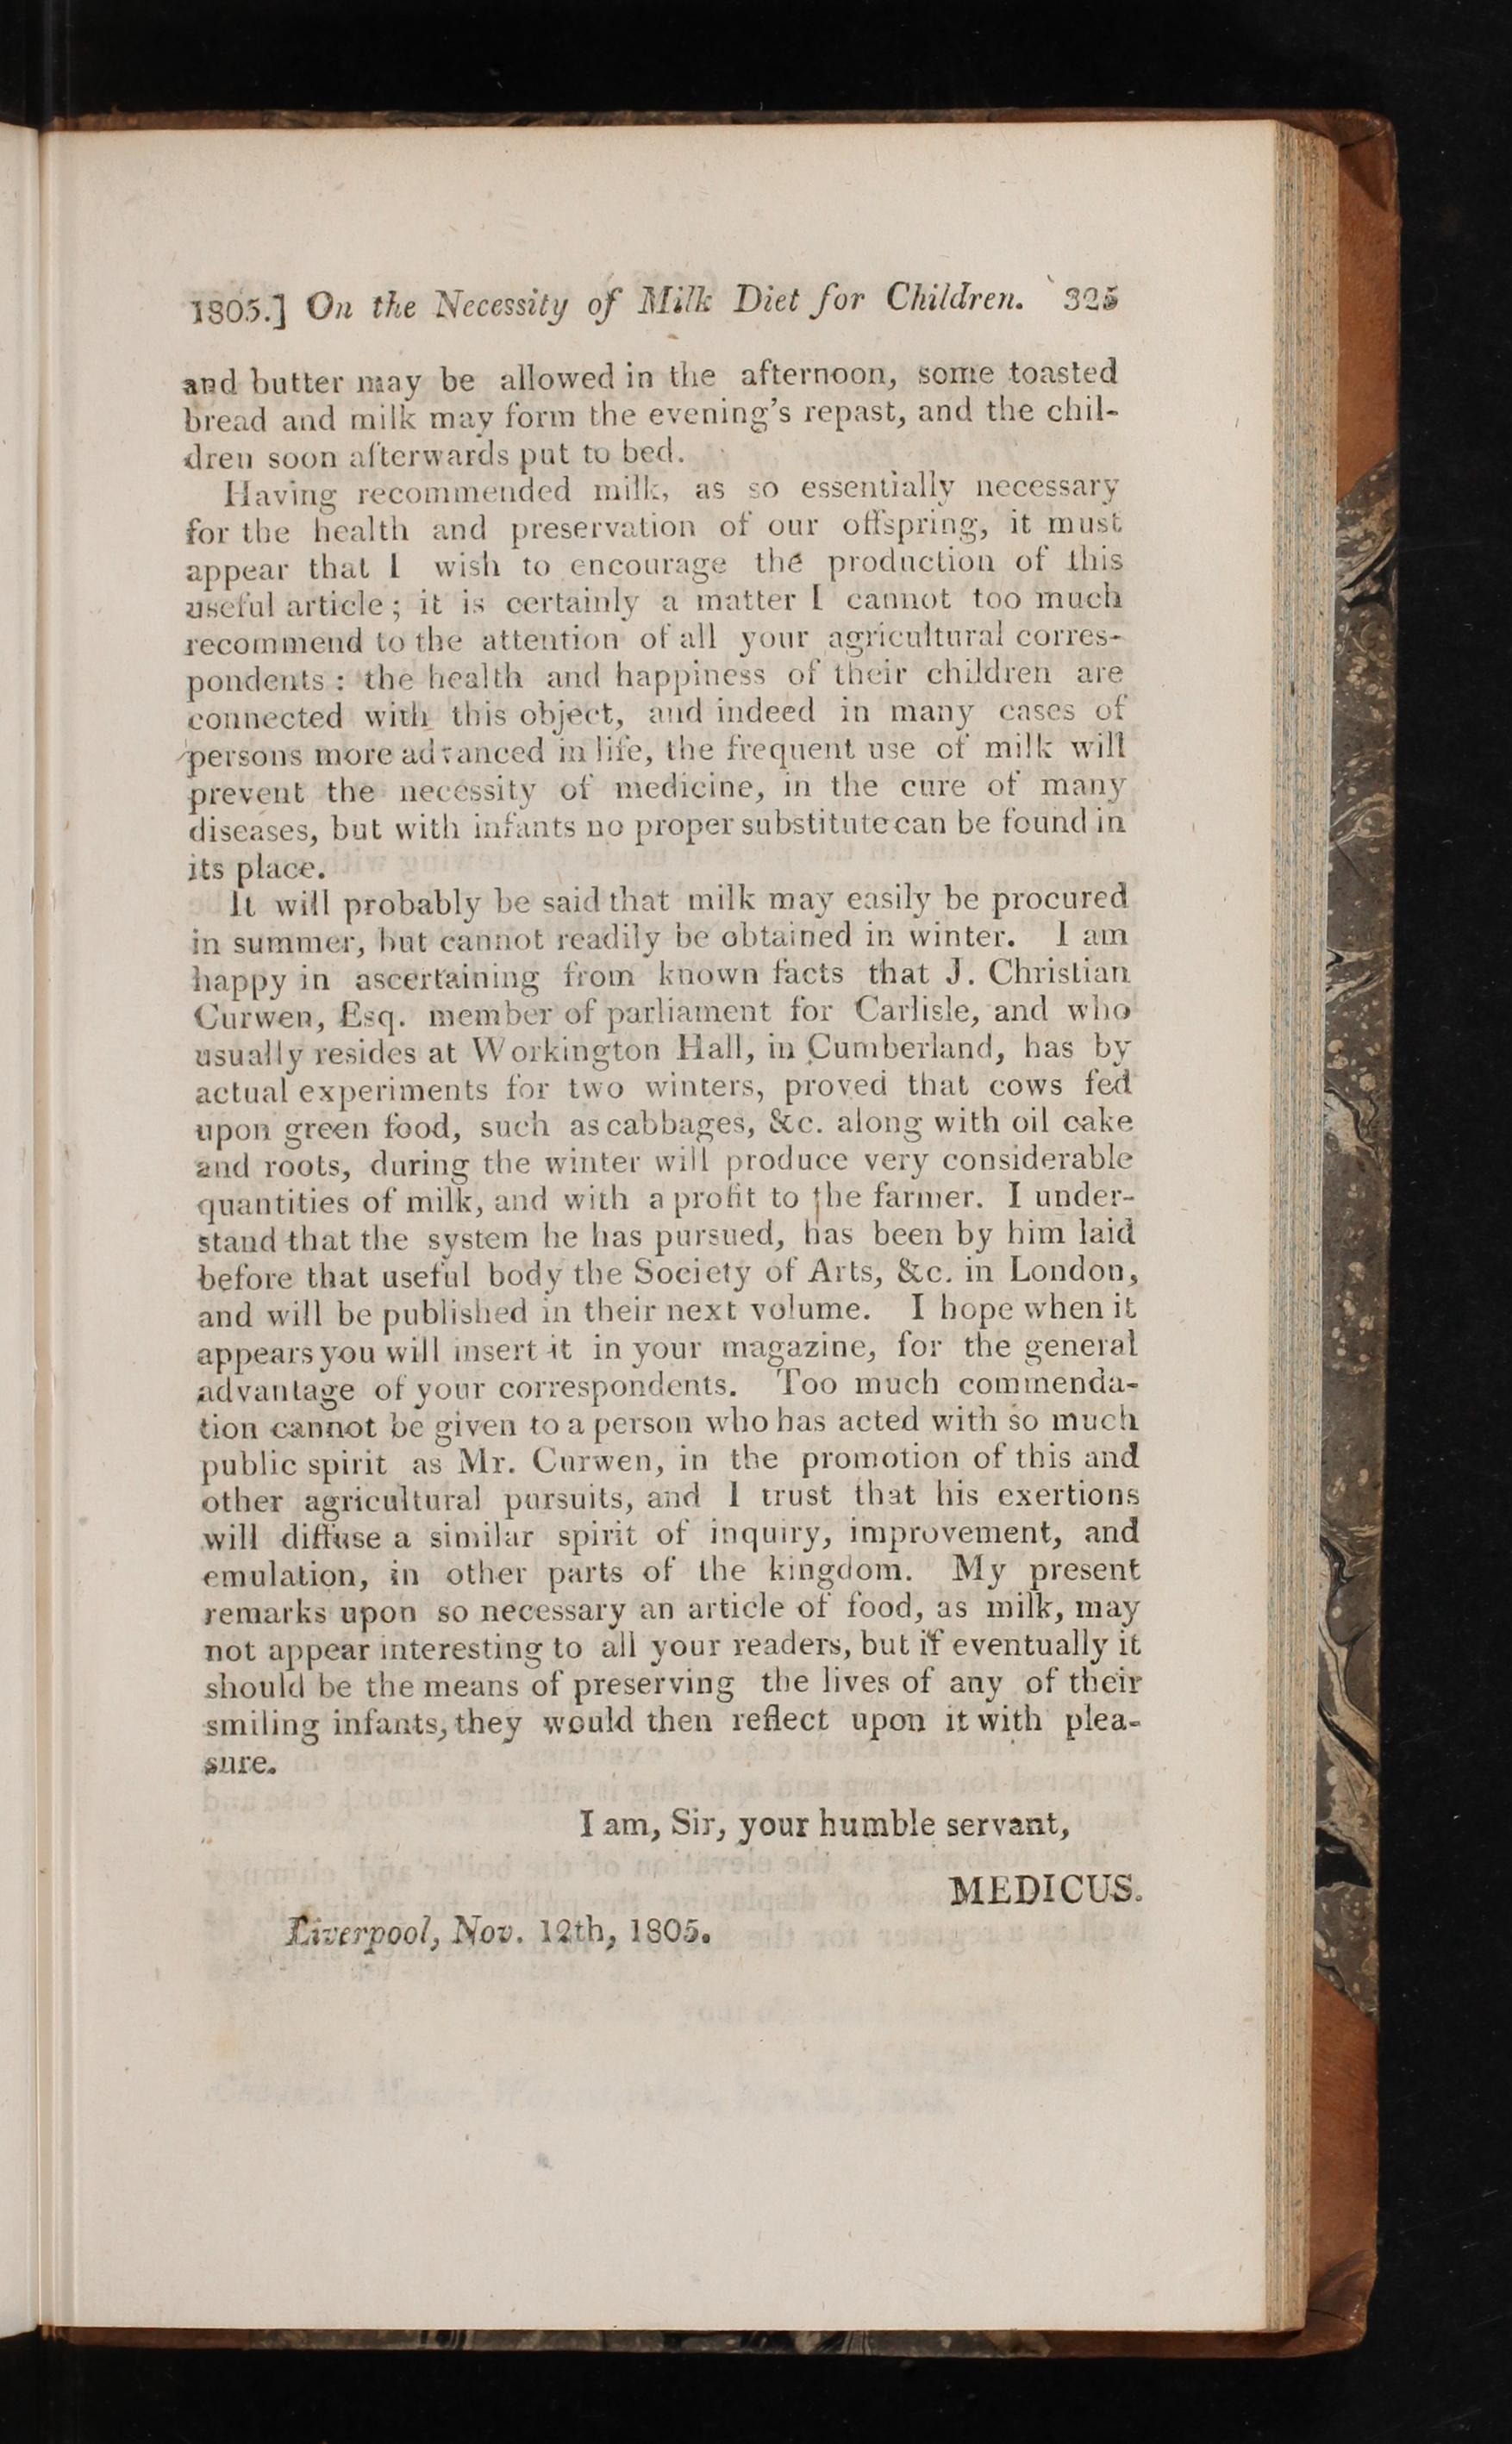 1805.] On the Necessity of Milk Diet for Children. 325
and butter may be allowed in the afternoon, some toasted
bread and milk may form the evening's repast, and the chil-
dren soon afterwards put to bed.
Having recommended milk, as so essentially necessary
for the health and preservation of our offspring, it must
appear that I wish to encourage the production of this
useful article; it is certainly a matter I cannot too much
recommend to the attention of all your agricultural corres-
pondents: the health and happiness of their children are
connected with this object, and indeed in many cases of
persons more advanced in life, the frequent use of milk will
prevent the necessity of medicine, in the cure of many
diseases, but with infants no proper substitute can be found in
its place.
It will probably be said that milk may easily be procured
in summer, but cannot readily be obtained in winter. I am
happy in ascertaining from known facts that J. Christian
Curwen, Esq. member of parliament for Carlisle, and who
usually resides at Workington Hall, in Cumberland, has by
actual experiments for two winters, proved that cows fed
upon green food, such as cabbages, &c. along with oil cake
and roots, during the winter will produce very considerable
quantities of milk, and with a profit to the farmer. I under-
stand that the system he has pursued, has been by him laid
before that useful body the Society of Arts, &c. in London,
and will be published in their next volume. I hope when it
appears you will insert it in your magazine, for the general
advantage of your correspondents. Too much commenda-
tion cannot be given to a person who has acted with so much
public spirit as Mr. Curwen, in the promotion of this and
other agricultural pursuits, and I trust that his exertions
will diffuse a similar spirit of inquiry, improvement, and
emulation, in other parts of the kingdom. My present
remarks upon so necessary an article of food, as milk, may
not appear interesting to all your readers, but if eventually it
should be the means of preserving the lives of any of their
smiling infants, they would then reflect upon it with plea-
sure.
I am, Sir, your humble servant,
MEDICUS.
Liverpool, Nov. 12th, 1805.